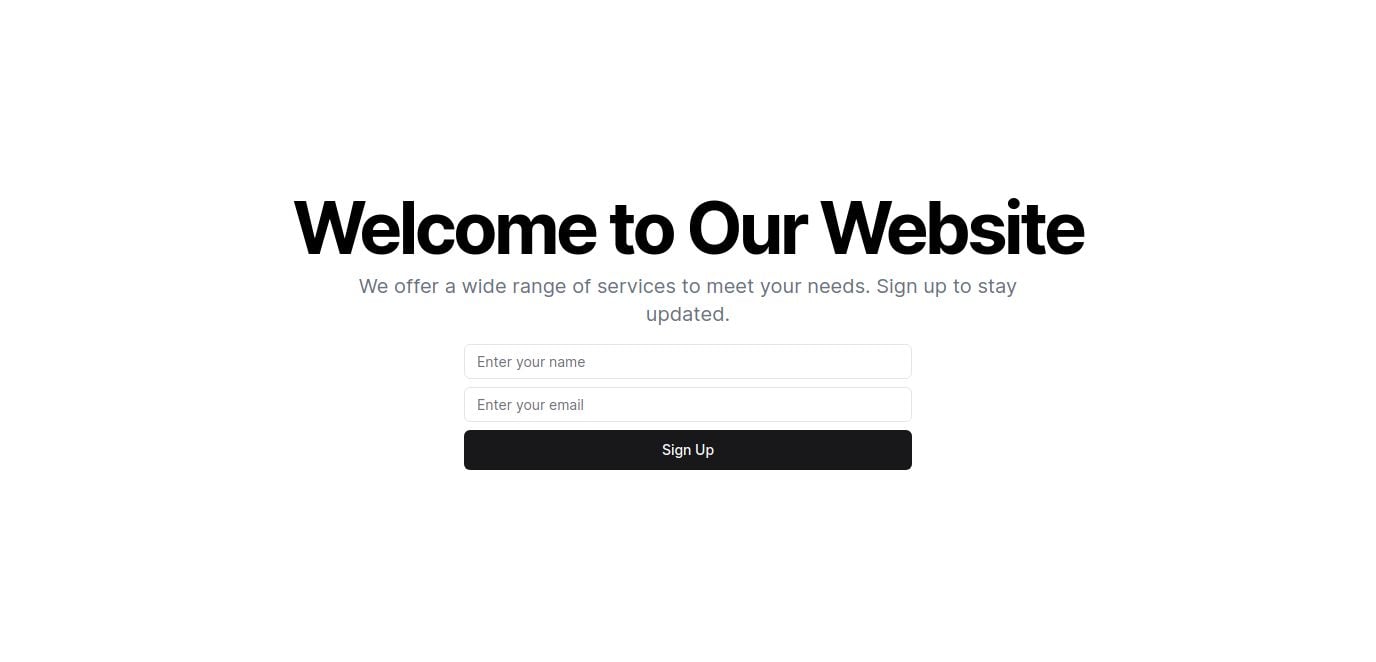 Welcome to Our Website
We offer a wide range of services to meet your needs. Sign up to stay
updated.
Enter your name
Enter your email
Sign Up